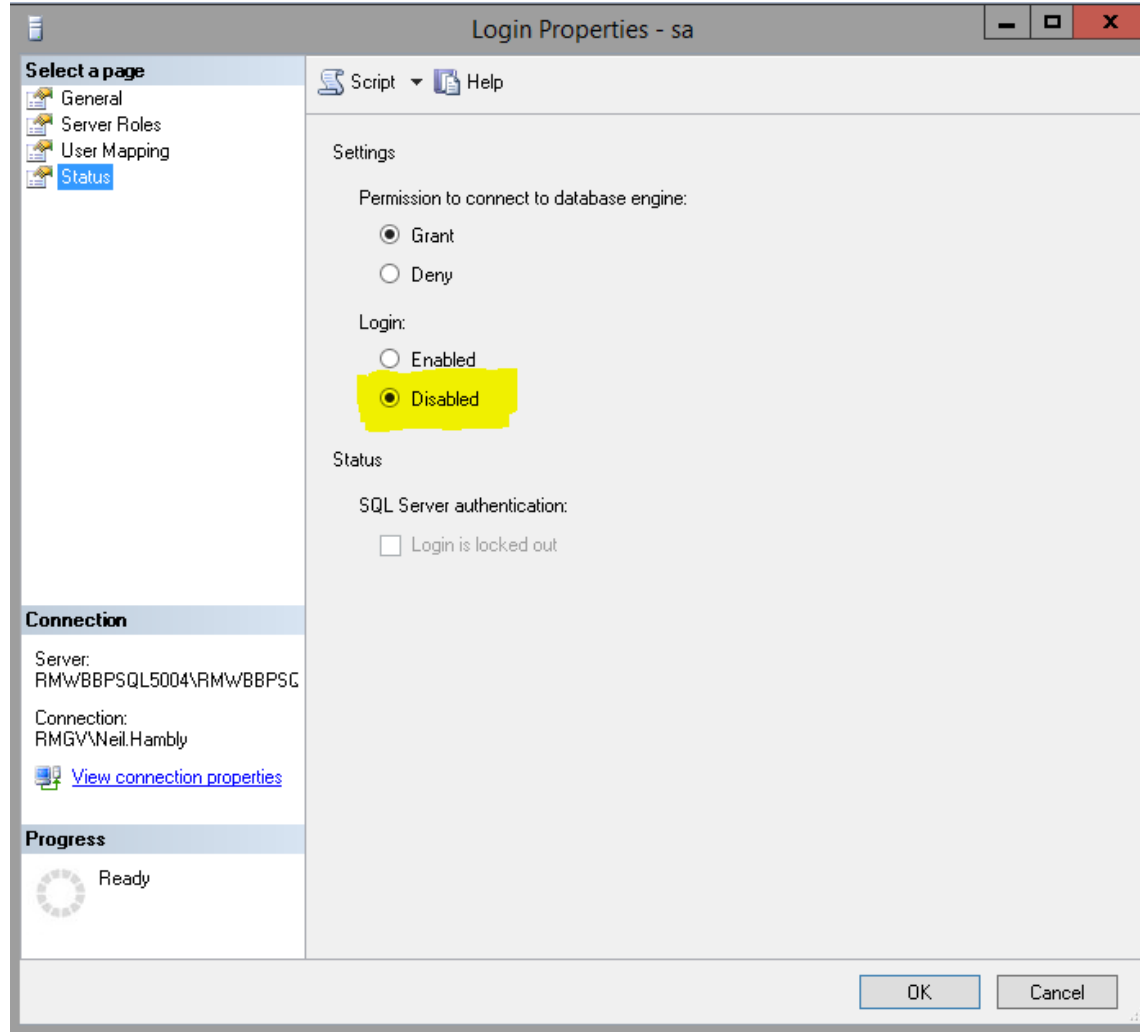 Login Properties - sa
Select a page
General
Server Roles
User Mapping
Status
Script
Help
Settings
Permission to connect to database engine:
Grant
Deny
Login:
Enabled
Disabled
Status
SQL Server authentication:
Login is locked out
Connection
Server:
RMWBBPSQL5004\RMWBBPSQ
Connection:
RMGV\Neil.Hambly
View connection properties
Progress
Ready
OK
Cancel